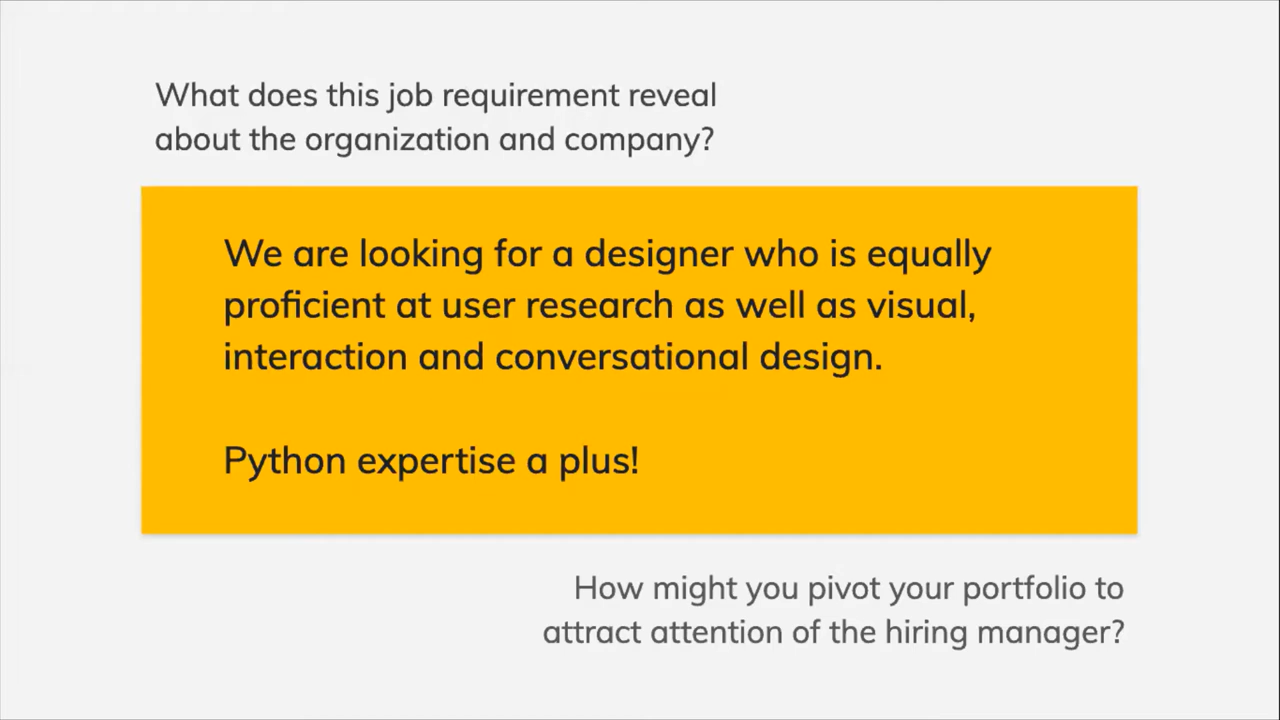 What does this job requirement reveal
about the organization and company?
We are looking for a designer who is equally
proficient at user research as well as visual,
interaction and conversational design.
Python expertise a plus!
How might you pivot your portfolio to
attract attention of the hiring manager?